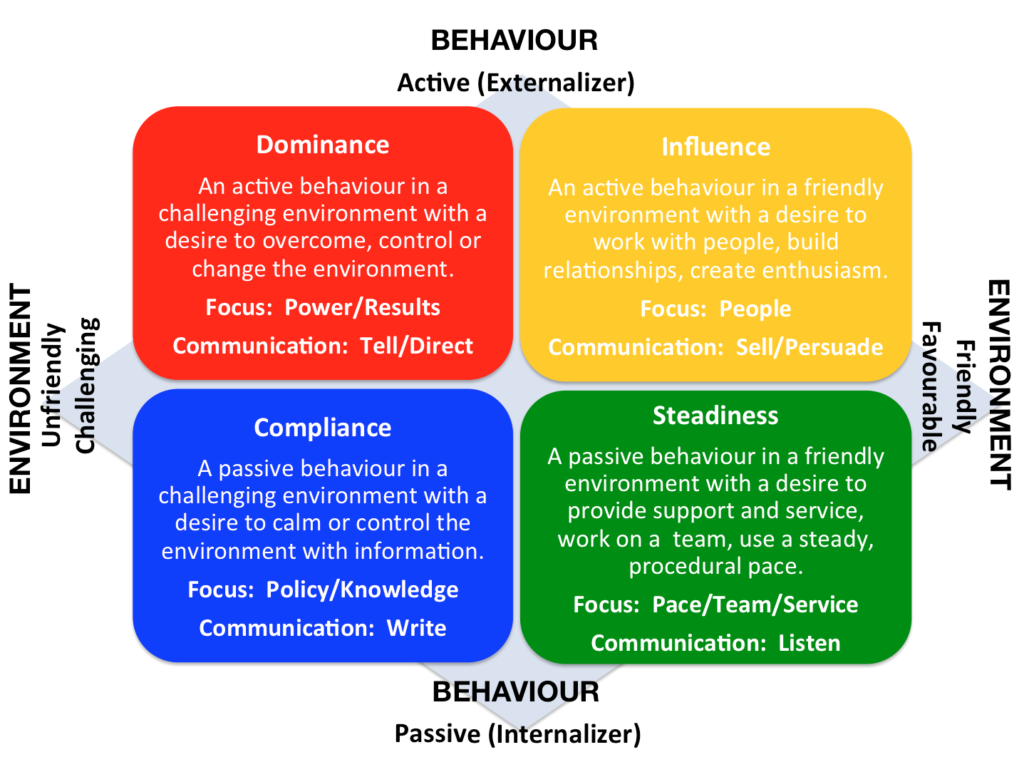 BEHAVIOUR
Active (Externalizer)
Dominance
An active behaviour in a
challenging environment with a
desire to overcome, control or
change the environment.
Focus:  Power/Results
Communication:  Tell/Direct
Influence
An active behaviour in a friendly
environment with a desire to
work with people, build
relationships, create enthusiasm.
Focus:  People
Communication:  Sell/Persuade
ENVIRONMENT
Unfriendly
Challenging
ENVIRONMENT
Friendly
Favourable
Compliance
A passive behaviour in a
challenging environment with a
desire to calm or control the
environment with information.
Focus:  Policy/Knowledge
Communication:  Write
Steadiness
A passive behaviour in a friendly
environment with a desire to
provide support and service,
work on a  team, use a steady,
procedural pace.
Focus:  Pace/Team/Service
Communication:  Listen
BEHAVIOUR
Passive (Internalizer)